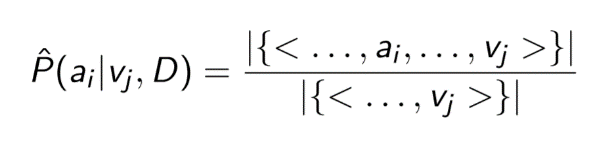 P̂(aᵢ|vⱼ, D) = |{< ..., aᵢ, ..., vⱼ >}| / |{< ..., vⱼ >}|